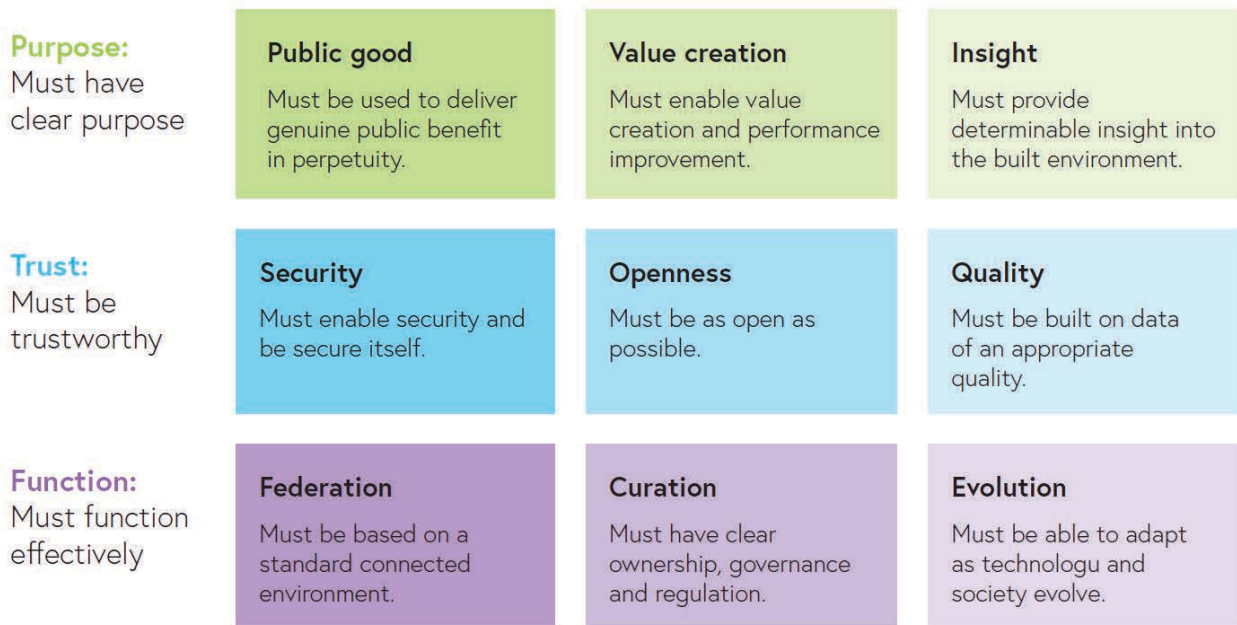 Purpose:
Must have
clear purpose
Public good
Must be used to deliver
genuine public benefit
in perpetuity.
Value creation
Must enable value
creation and performance
improvement.
Insight
Must provide
determinable insight into
the built environment.
Trust:
Must be
trustworthy
Security
Must enable security and
be secure itself.
Openness
Must be as open as
possible.
Quality
Must be built on data
of an appropriate
quality.
Function:
Must function
effectively
Federation
Must be based on a
standard connected
environment.
Curation
Must have clear
ownership, governance
and regulation.
Evolution
Must be able to adapt
as technologu and
society evolve.